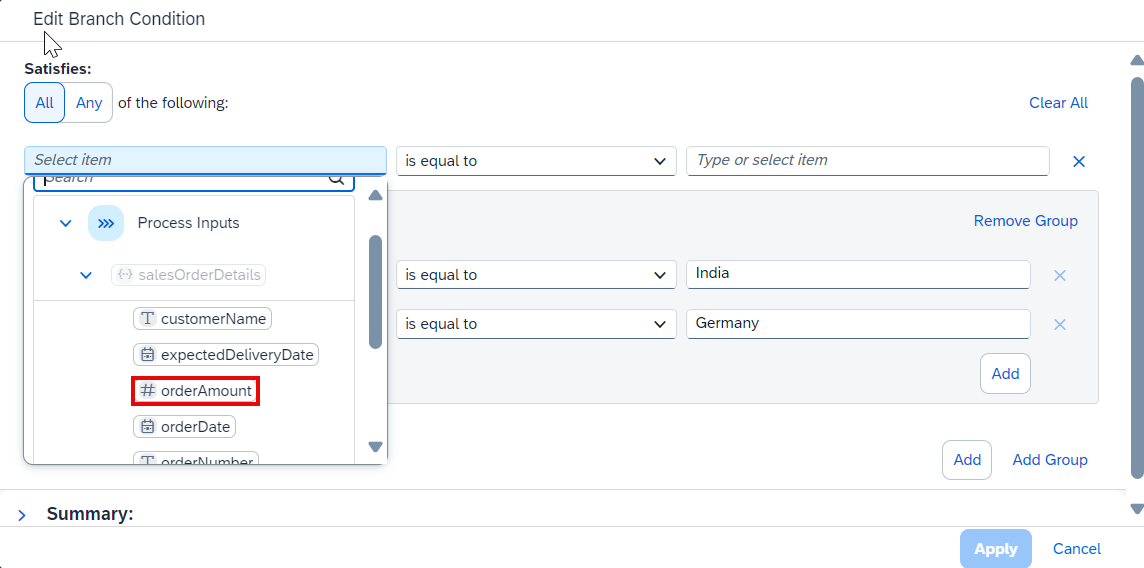 Edit Branch Condition
Satisfies:
All Any of the following:
Clear All
Select item
is equal to
Type or select item
Search
Process Inputs
Remove Group
salesOrderDetails
is equal to
India
customerName
is equal to
Germany
expectedDeliveryDate
Add
orderAmount
orderDate
orderNumber
Add
Add Group
Summary:
Apply
Cancel